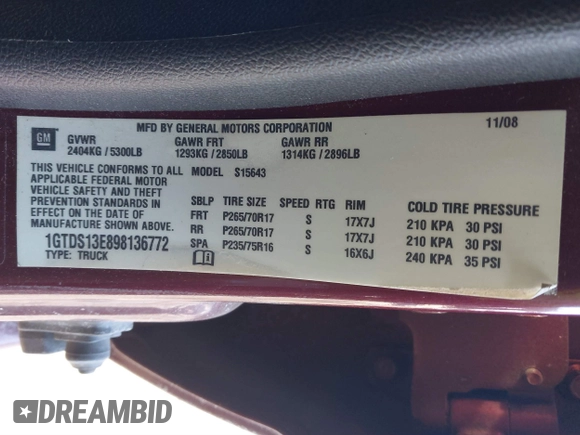 MFD BY GENERAL MOTORS CORPORATION 11/08
GM GVWR GAWR FRT GAWR RR
2404KG / 5300LB 1293KG / 2850LB 1314KG / 2896LB
THIS VEHICLE CONFORMS TO ALL MODEL S15643
APPLICABLE FEDERAL MOTOR
VEHICLE SAFETY AND THEFT
PREVENTION STANDARDS IN
EFFECT ON THE DATE OF
MANUFACTURE SHOWN ABOVE.
1GTDS13E898136772
TYPE: TRUCK
SBLP TIRE SIZE SPEED RTG RIM COLD TIRE PRESSURE
FRT P265/70R17 S 17X7J 210 KPA 30 PSI
RR P265/70R17 S 17X7J 210 KPA 30 PSI
SPA P235/75R16 S 16X6J 240 KPA 35 PSI
DREAMBID